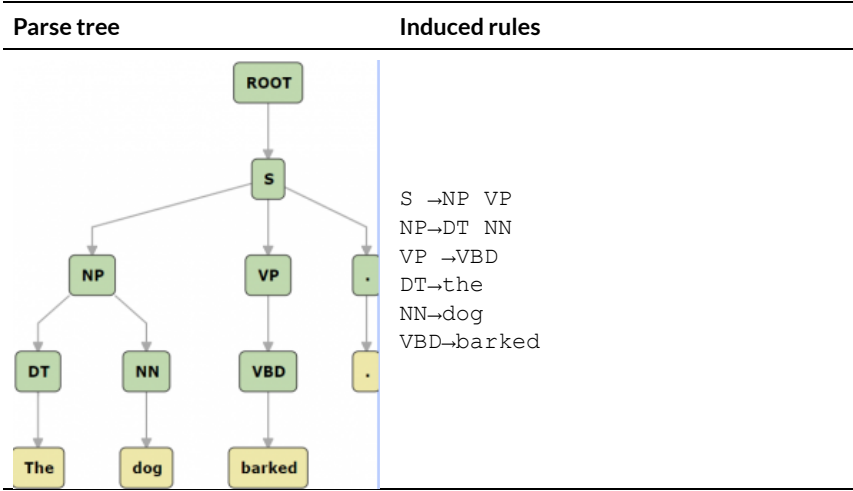 Parse tree Induced rules
ROOT
S
NP VP .
DT NN VBD .
The dog barked
S →NP VP
NP→DT NN
VP →VBD
DT→the
NN→dog
VBD→barked